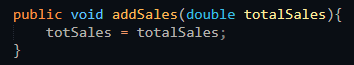 public void addSales(double totalSales){
    totSales = totalSales;
}